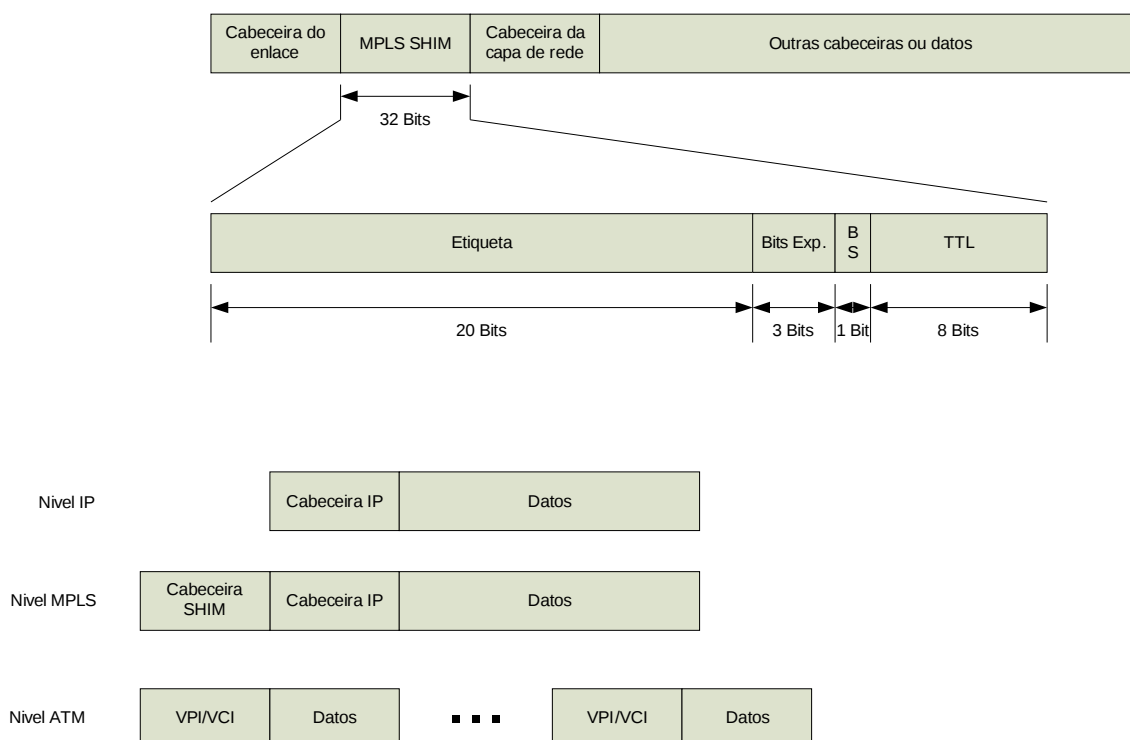 Cabeceira do
enlace
MPLS SHIM
Cabeceira da
capa de rede
Outras cabeceiras ou datos
32 Bits
Etiqueta
Bits Exp.
B
S
TTL
20 Bits
3 Bits
1 Bit
8 Bits
Nivel IP
Cabeceira IP
Datos
Nivel MPLS
Cabeceira
SHIM
Cabeceira IP
Datos
Nivel ATM
VPI/VCI
Datos
VPI/VCI
Datos